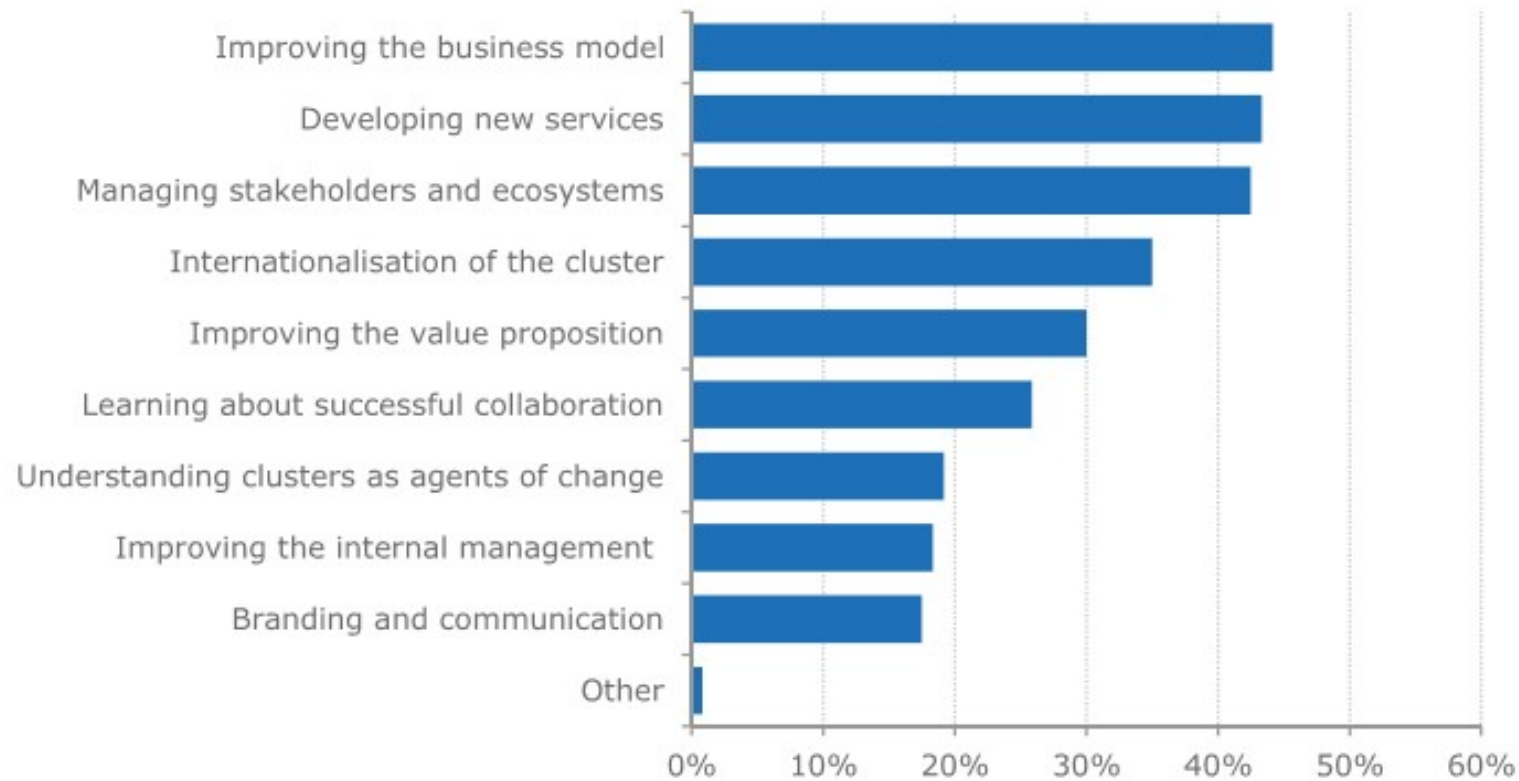 Improving the business model
Developing new services
Managing stakeholders and ecosystems
Internationalisation of the cluster
Improving the value proposition
Learning about successful collaboration
Understanding clusters as agents of change
Improving the internal management
Branding and communication
Other
0% 10% 20% 30% 40% 50% 60%